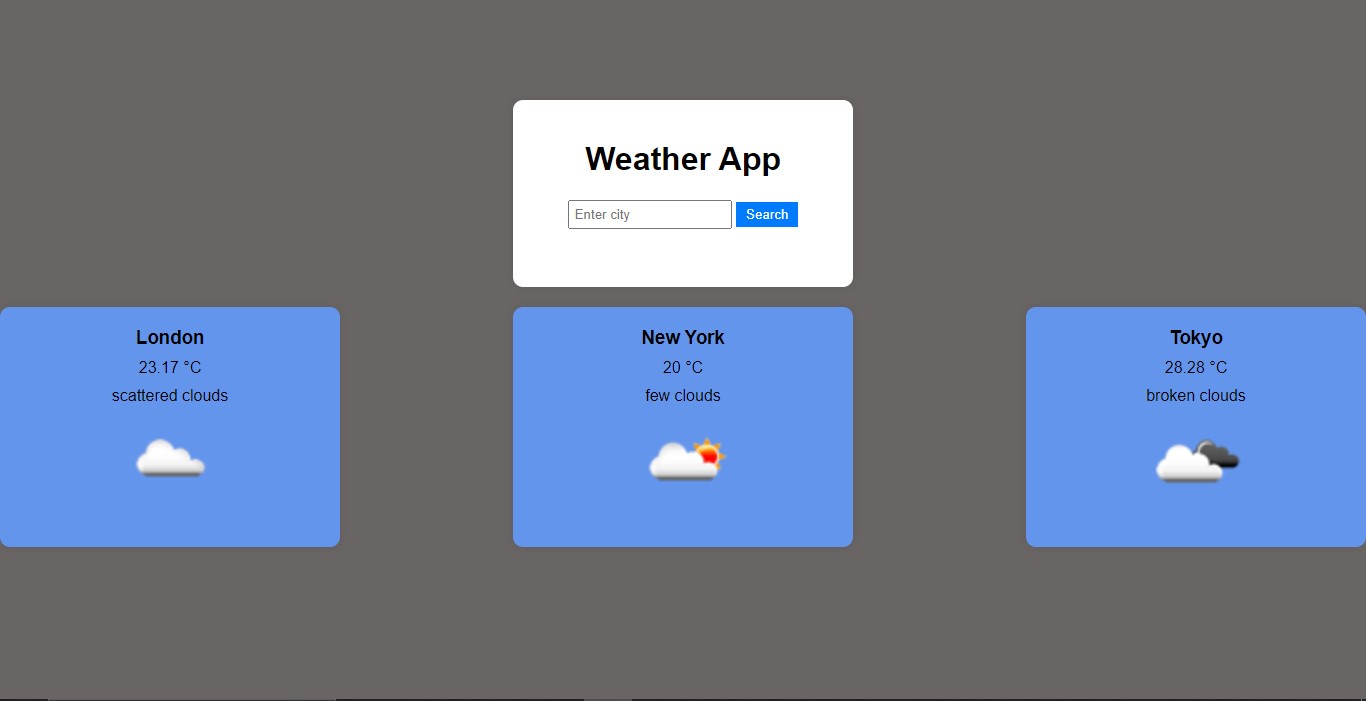 Weather App
Enter city
Search
London
23.17 °C
scattered clouds
New York
20 °C
few clouds
Tokyo
28.28 °C
broken clouds